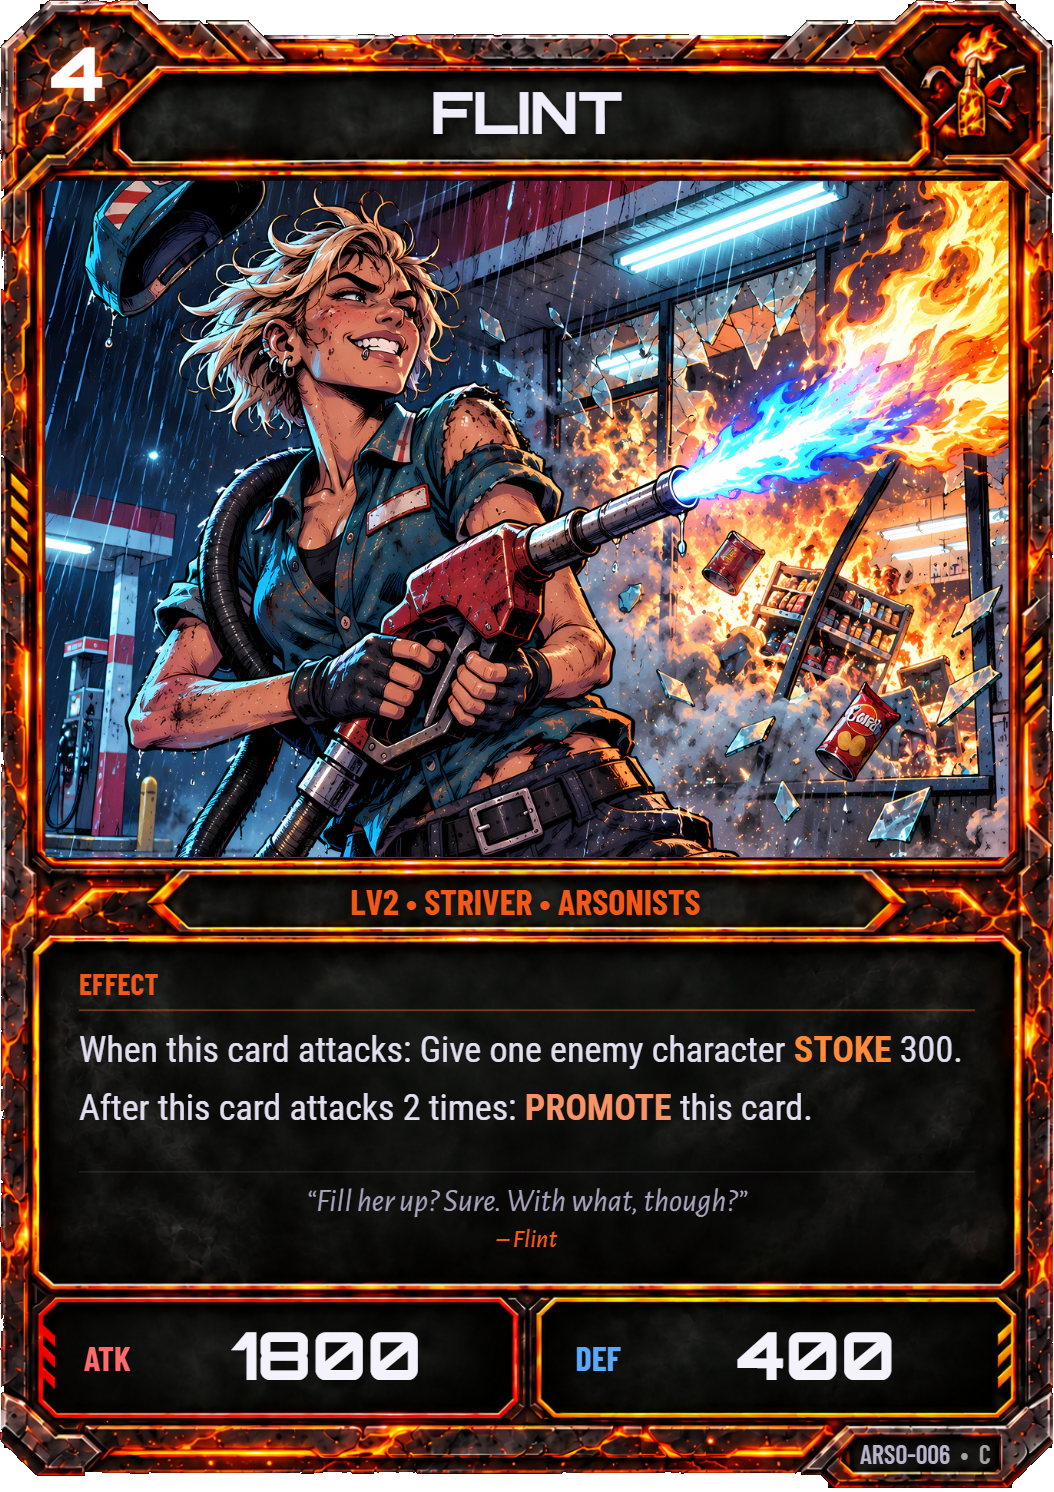 4
FLINT
LV2 • STRIVER • ARSONISTS
EFFECT
When this card attacks: Give one enemy character STOKE 300.
After this card attacks 2 times: PROMOTE this card.
“Fill her up? Sure. With what, though?”
–Flint
ATK 1800
DEF 400
ARSO-006 • C